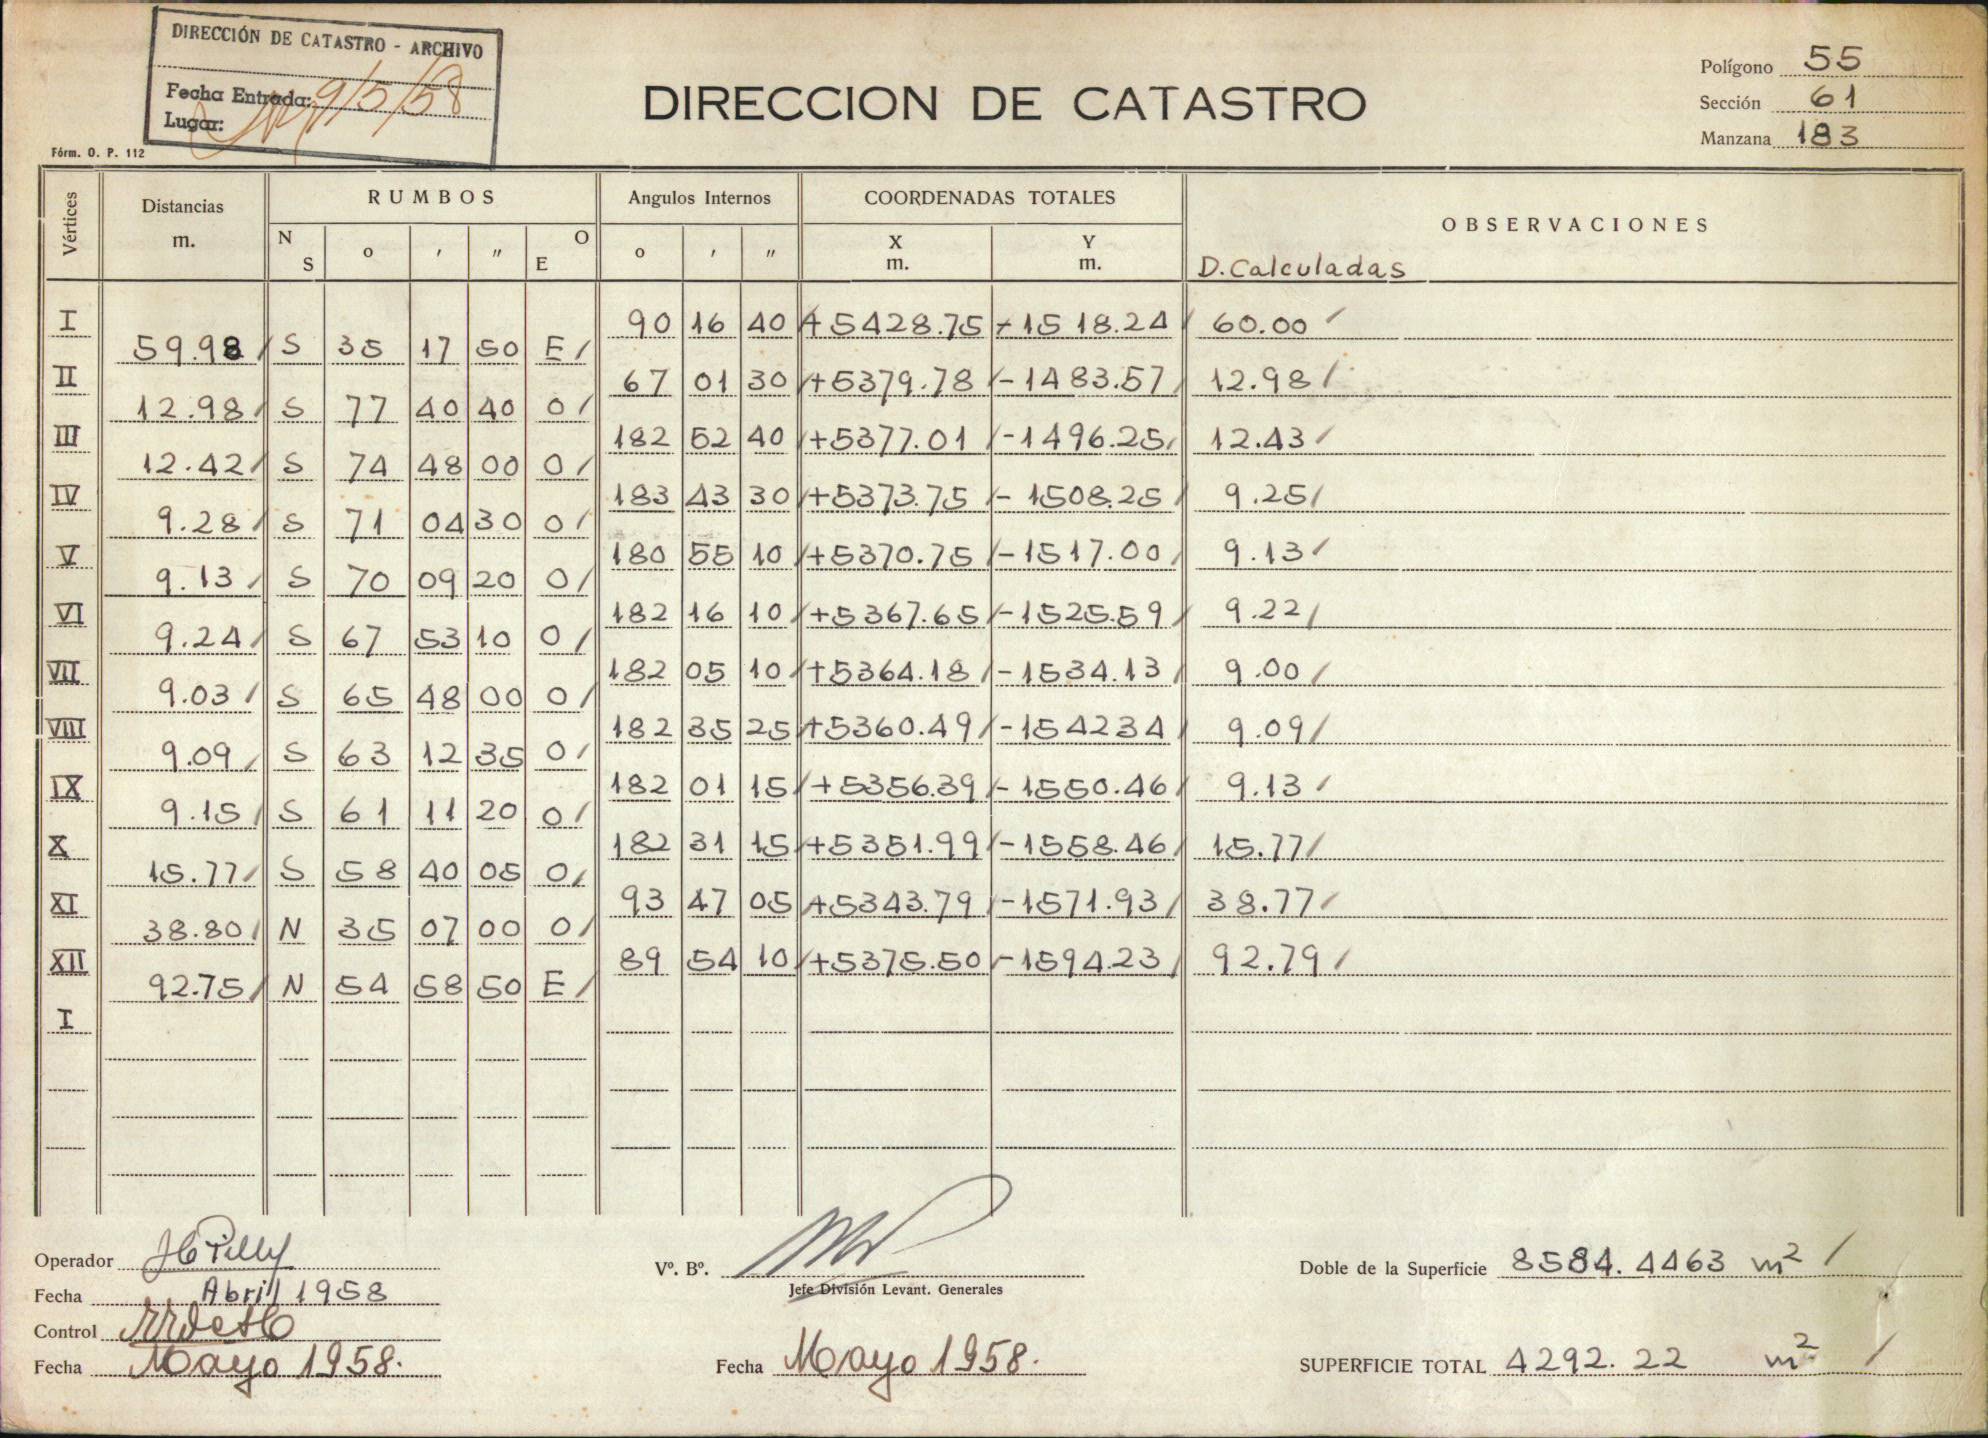 DIRECCIÓN DE CATASTRO - ARCHIVO
Fecha Entrada: 9/5/58
Lugar:
Fórm. O. P. 112
DIRECCION DE CATASTRO
Polígono 55
Sección 61
Manzana 183
Vértices Distancias m. RUMBOS Angulos Internos COORDENADAS TOTALES OBSERVACIONES
N S o ' " O E o ' " X m. Y m. D. Calculadas
I 90 16 40 +5428.75 -1518.24 60.00
59.98 S 35 17 50 E
II 67 01 30 +5379.78 -1483.57 12.98
12.98 S 77 40 40 O
III 182 52 40 +5377.01 -1496.25 12.43
12.42 S 74 48 00 O
IV 183 43 30 +5373.75 -1508.25 9.25
9.28 S 71 04 30 O
V 180 55 10 +5370.75 -1517.00 9.13
9.13 S 70 09 20 O
VI 182 16 10 +5367.65 -1525.59 9.22
9.24 S 67 53 10 O
VII 182 05 10 +5364.18 -1534.13 9.00
9.03 S 65 48 00 O
VIII 182 35 25 +5360.49 -154234 9.09
9.09 S 63 12 35 O
IX 182 01 15 +5356.39 -1550.46 9.13
9.15 S 61 11 20 O
X 182 31 15 +5351.99 -1558.46 15.77
15.77 S 58 40 05 O
XI 93 47 05 +5343.79 -1571.93 38.77
38.80 N 35 07 00 O
XII 89 54 10 +5375.50 -1594.23 92.79
92.75 N 54 58 50 E
I
Operador
Fecha Abril 1958
Control
Fecha Mayo 1958.
Vº. Bº.
Jefe División Levant. Generales
Fecha Mayo 1958.
Doble de la Superficie 8584.4463 m²
SUPERFICIE TOTAL 4292.22 m²